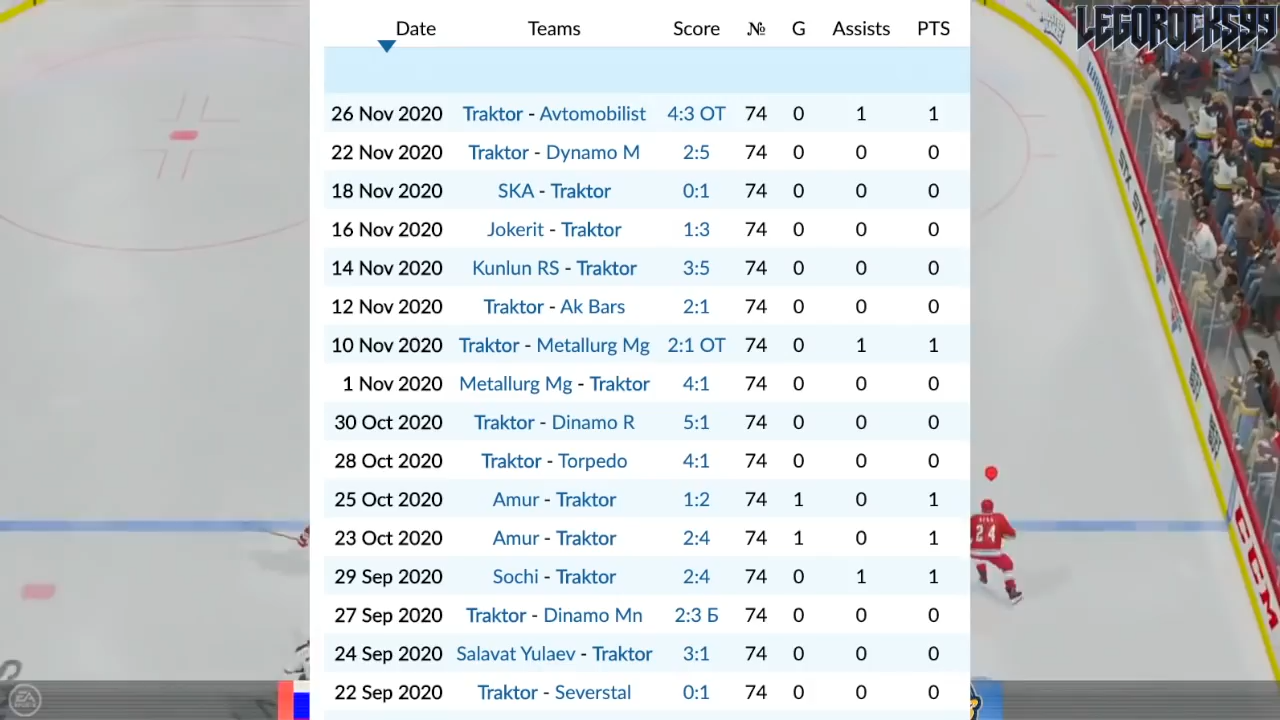 LEGOROCKS99
Date Teams Score № G Assists PTS
26 Nov 2020 Traktor - Avtomobilist 4:3 ОТ 74 0 1 1
22 Nov 2020 Traktor - Dynamo M 2:5 74 0 0 0
18 Nov 2020 SKA - Traktor 0:1 74 0 0 0
16 Nov 2020 Jokerit - Traktor 1:3 74 0 0 0
14 Nov 2020 Kunlun RS - Traktor 3:5 74 0 0 0
12 Nov 2020 Traktor - Ak Bars 2:1 74 0 0 0
10 Nov 2020 Traktor - Metallurg Mg 2:1 ОТ 74 0 1 1
1 Nov 2020 Metallurg Mg - Traktor 4:1 74 0 0 0
30 Oct 2020 Traktor - Dinamo R 5:1 74 0 0 0
28 Oct 2020 Traktor - Torpedo 4:1 74 0 0 0
25 Oct 2020 Amur - Traktor 1:2 74 1 0 1
23 Oct 2020 Amur - Traktor 2:4 74 1 0 1
29 Sep 2020 Sochi - Traktor 2:4 74 0 1 1
27 Sep 2020 Traktor - Dinamo Mn 2:3 Б 74 0 0 0
24 Sep 2020 Salavat Yulaev - Traktor 3:1 74 0 0 0
22 Sep 2020 Traktor - Severstal 0:1 74 0 0 0
STX STX
24
CCM
EA